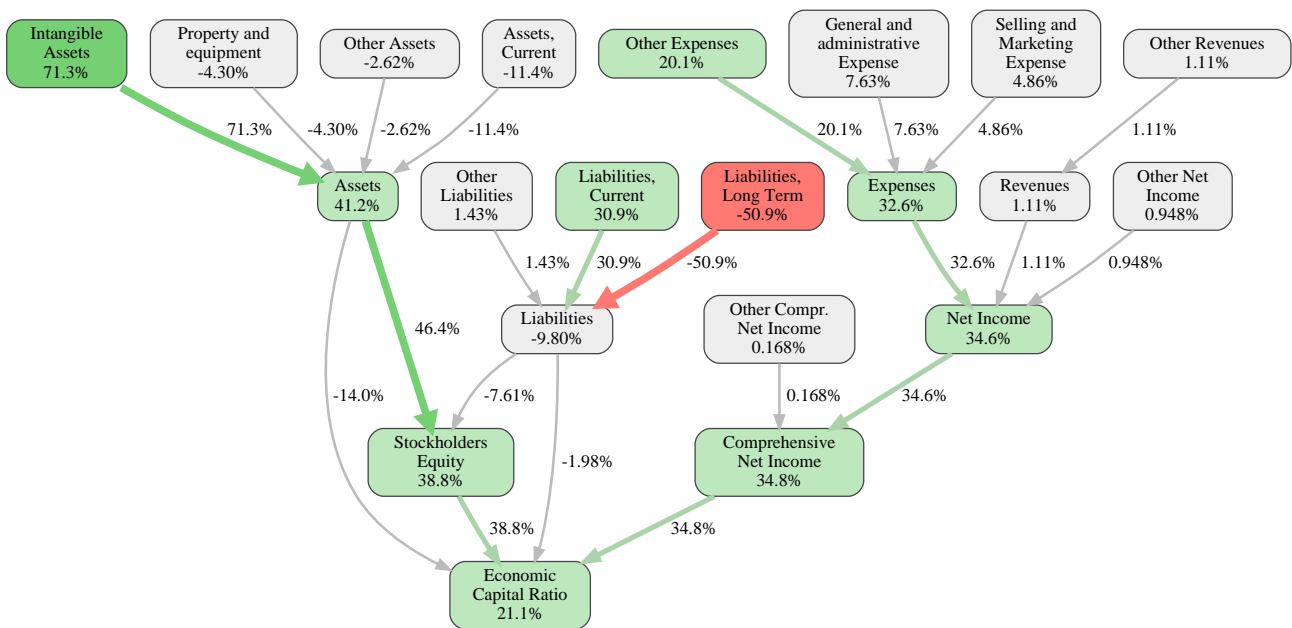 Intangible
Assets
71.3%
Property and
equipment
-4.30%
Other Assets
-2.62%
Assets,
Current
-11.4%
Other Expenses
20.1%
General and
administrative
Expense
7.63%
Selling and
Marketing
Expense
4.86%
Other Revenues
1.11%
71.3%
-4.30%
-2.62%
-11.4%
20.1%
7.63%
4.86%
1.11%
Assets
41.2%
Other
Liabilities
1.43%
Liabilities,
Current
30.9%
Liabilities,
Long Term
-50.9%
Expenses
32.6%
Revenues
1.11%
Other Net
Income
0.948%
1.43%
30.9%
-50.9%
32.6%
1.11%
0.948%
46.4%
Liabilities
-9.80%
Other Compr.
Net Income
0.168%
Net Income
34.6%
-14.0%
-7.61%
0.168%
34.6%
Stockholders
Equity
38.8%
-1.98%
Comprehensive
Net Income
34.8%
38.8%
34.8%
Economic
Capital Ratio
21.1%